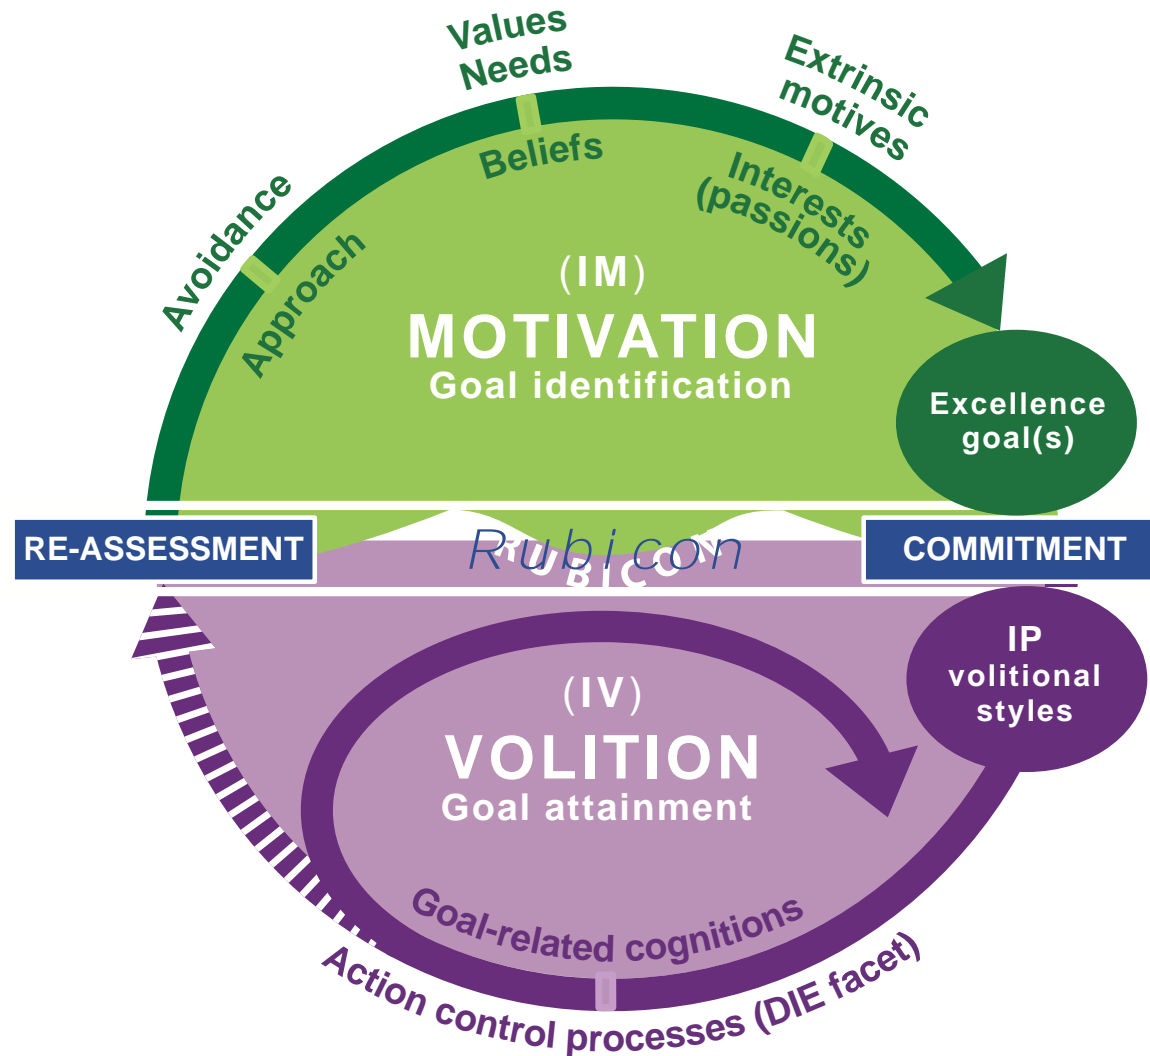 Values
Needs
Beliefs
Extrinsic
motives
Interests
(passions)
Avoidance
Approach
(IM)
MOTIVATION
Goal identification
Excellence
goal(s)
RE-ASSESSMENT
Rubicon
RUBICON
COMMITMENT
IP
volitional
styles
(IV)
VOLITION
Goal attainment
Goal-related cognitions
Action control processes (DIE facet)